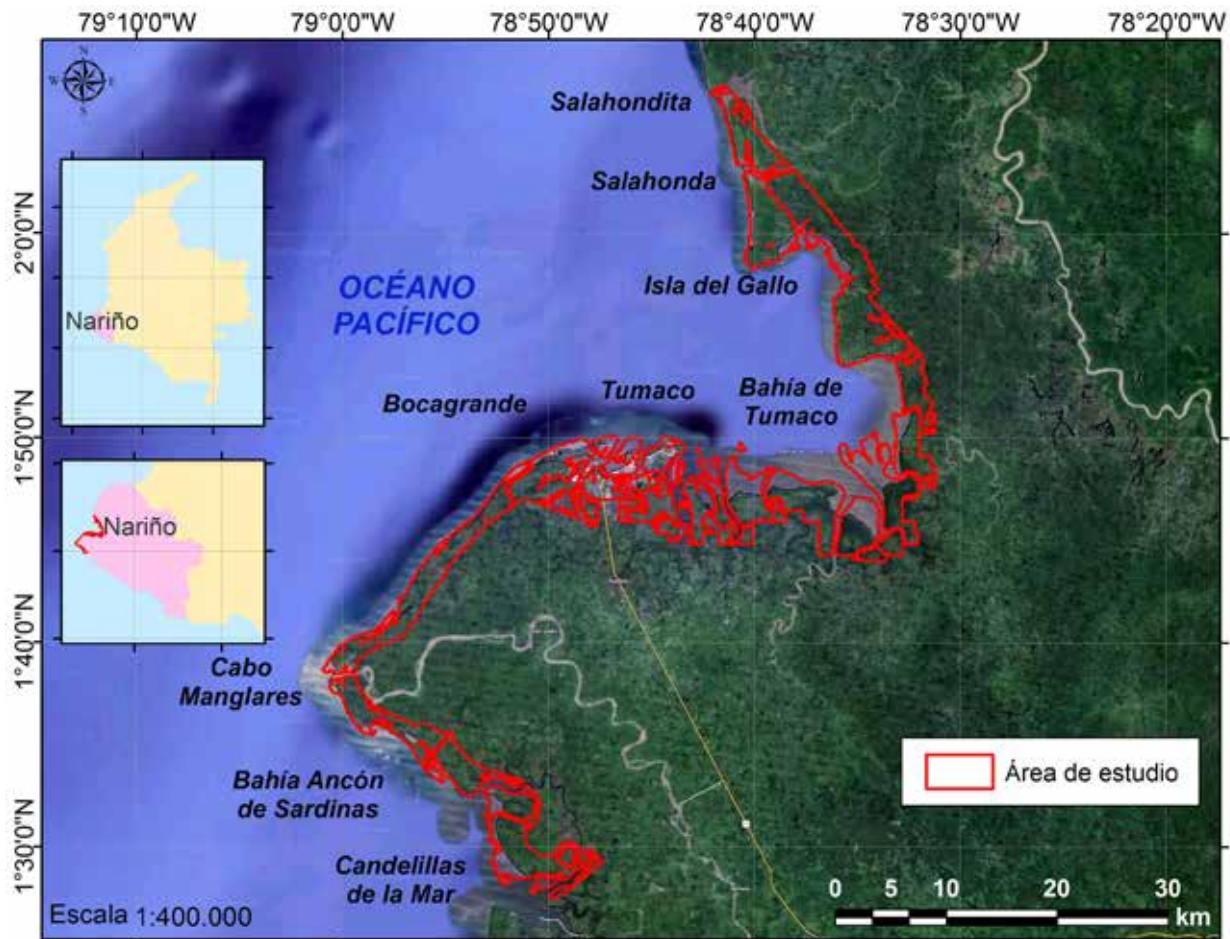 79°10'0"W 79°0'0"W 78°50'0"W 78°40'0"W 78°30'0"W 78°20'0"W
N
W E
S
Salahondita
Salahonda
2°0'0"N
Isla del Gallo
OCÉANO
PACÍFICO
Nariño
Bocagrande
Tumaco
Bahía de
Tumaco
1°50'0"N
Nariño
1°40'0"N
Cabo
Manglares
Bahía Ancón
de Sardinas
Área de estudio
1°30'0"N
Candelillas
de la Mar
Escala 1:400.000
0 5 10 20 30
km